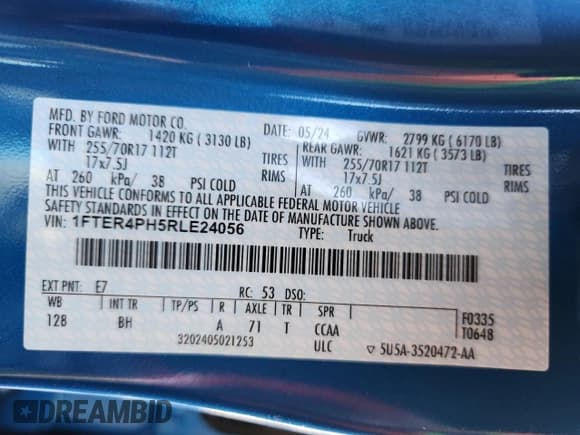 MFD. BY FORD MOTOR CO.
DATE: 05/24 GVWR: 2799 KG ( 6170 LB)
FRONT GAWR: 1420 KG ( 3130 LB) REAR GAWR: 1621 KG ( 3573 LB)
WITH 255/70R17 112T TIRES WITH 255/70R17 112T TIRES
17x7.5J RIMS 17x7.5J RIMS
AT 260 kPa/ 38 PSI COLD AT 260 kPa/ 38 PSI COLD
THIS VEHICLE CONFORMS TO ALL APPLICABLE FEDERAL MOTOR VEHICLE
SAFETY STANDARDS IN EFFECT ON THE DATE OF MANUFACTURE SHOWN ABOVE.
VIN: 1FTER4PH5RLE24056 TYPE: Truck
EXT PNT: E7 RC: 53 DSO:
WB INT TR TP/PS R AXLE TR SPR F0335
128 BH A 71 T CCAA T0648
3202405021253 ULC ▽ 5U5A-3520472-AA
DREAMBID